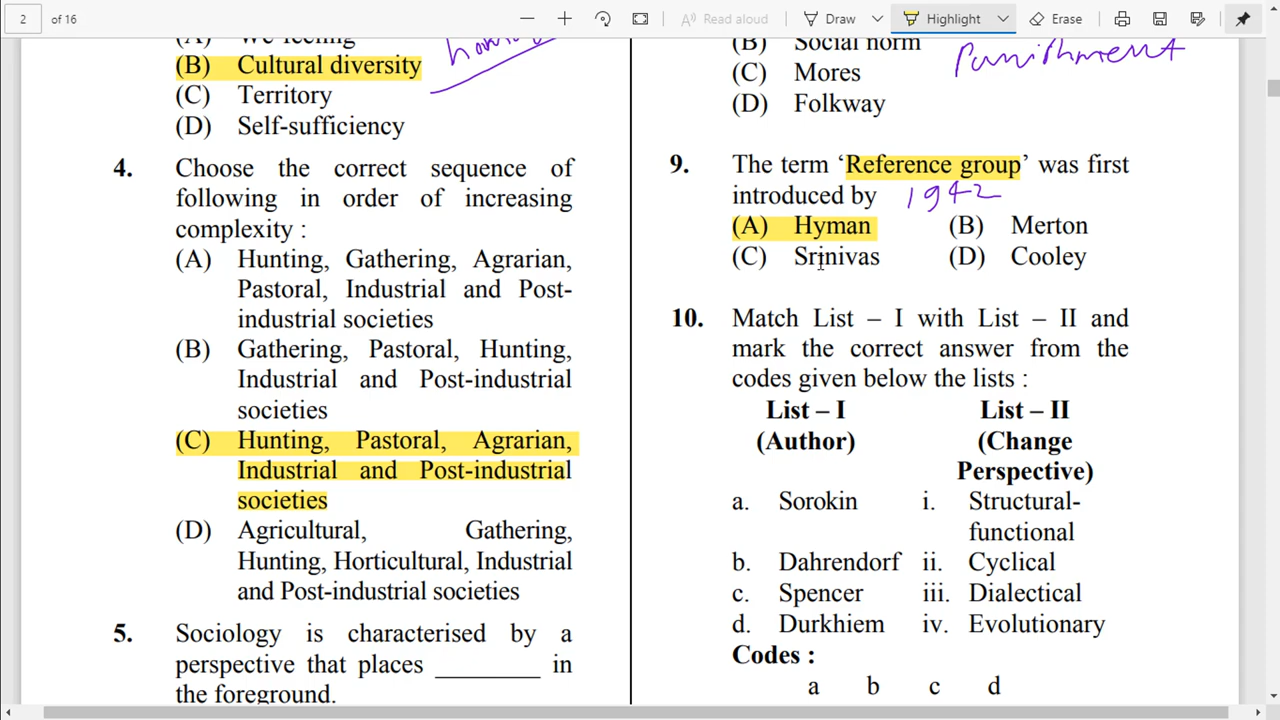 2
of 16
Read aloud
Draw
Highlight
Erase
(A) We feeling
(B) Cultural diversity
(C) Territory
(D) Self-sufficiency
4. Choose the correct sequence of
following in order of increasing
complexity :
(A) Hunting, Gathering, Agrarian,
Pastoral, Industrial and Post-
industrial societies
(B) Gathering, Pastoral, Hunting,
Industrial and Post-industrial
societies
(C) Hunting, Pastoral, Agrarian,
Industrial and Post-industrial
societies
(D) Agricultural, Gathering,
Hunting, Horticultural, Industrial
and Post-industrial societies
5. Sociology is characterised by a
perspective that places ________ in
the foreground.
(B) Social norm
Punishment
(C) Mores
(D) Folkway
9. The term ‘Reference group’ was first
introduced by 1942
(A) Hyman (B) Merton
(C) Srinivas (D) Cooley
10. Match List – I with List – II and
mark the correct answer from the
codes given below the lists :
List – I List – II
(Author) (Change
Perspective)
a. Sorokin i. Structural-
functional
b. Dahrendorf ii. Cyclical
c. Spencer iii. Dialectical
d. Durkhiem iv. Evolutionary
Codes :
a b c d